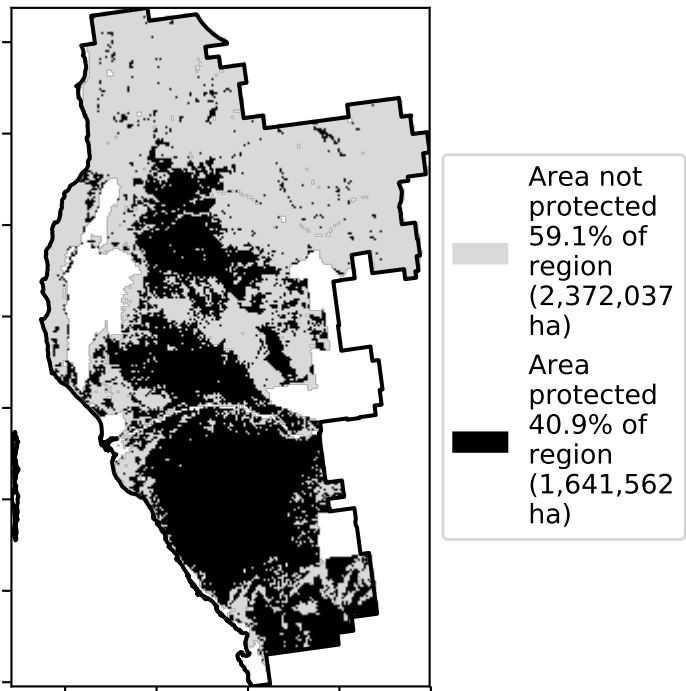 Area not
protected
59.1% of
region
(2,372,037
ha)
Area
protected
40.9% of
region
(1,641,562
ha)